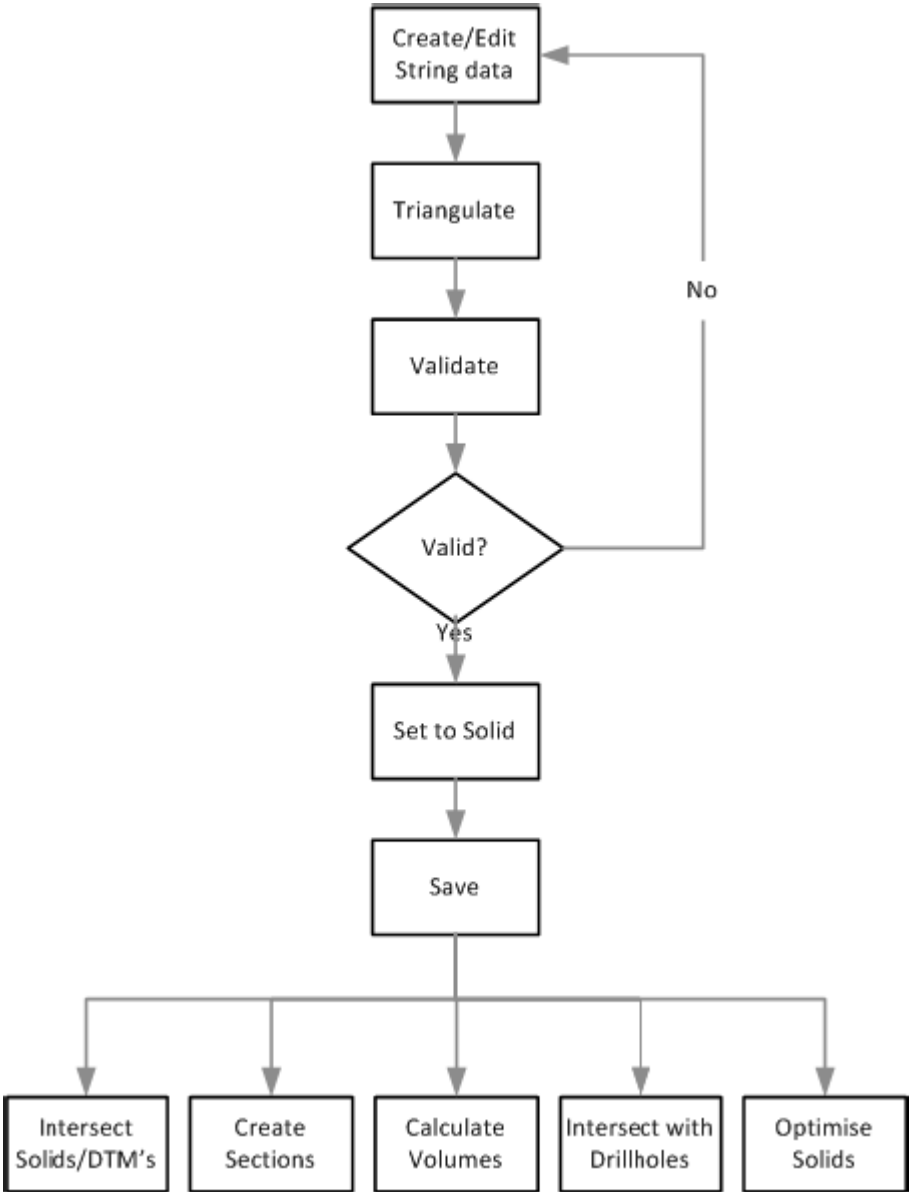 Create/Edit
String data
Triangulate
No
Validate
Valid?
Yes
Set to Solid
Save
Intersect
Solids/DTM's
Create
Sections
Calculate
Volumes
Intersect with
Drillholes
Optimise
Solids